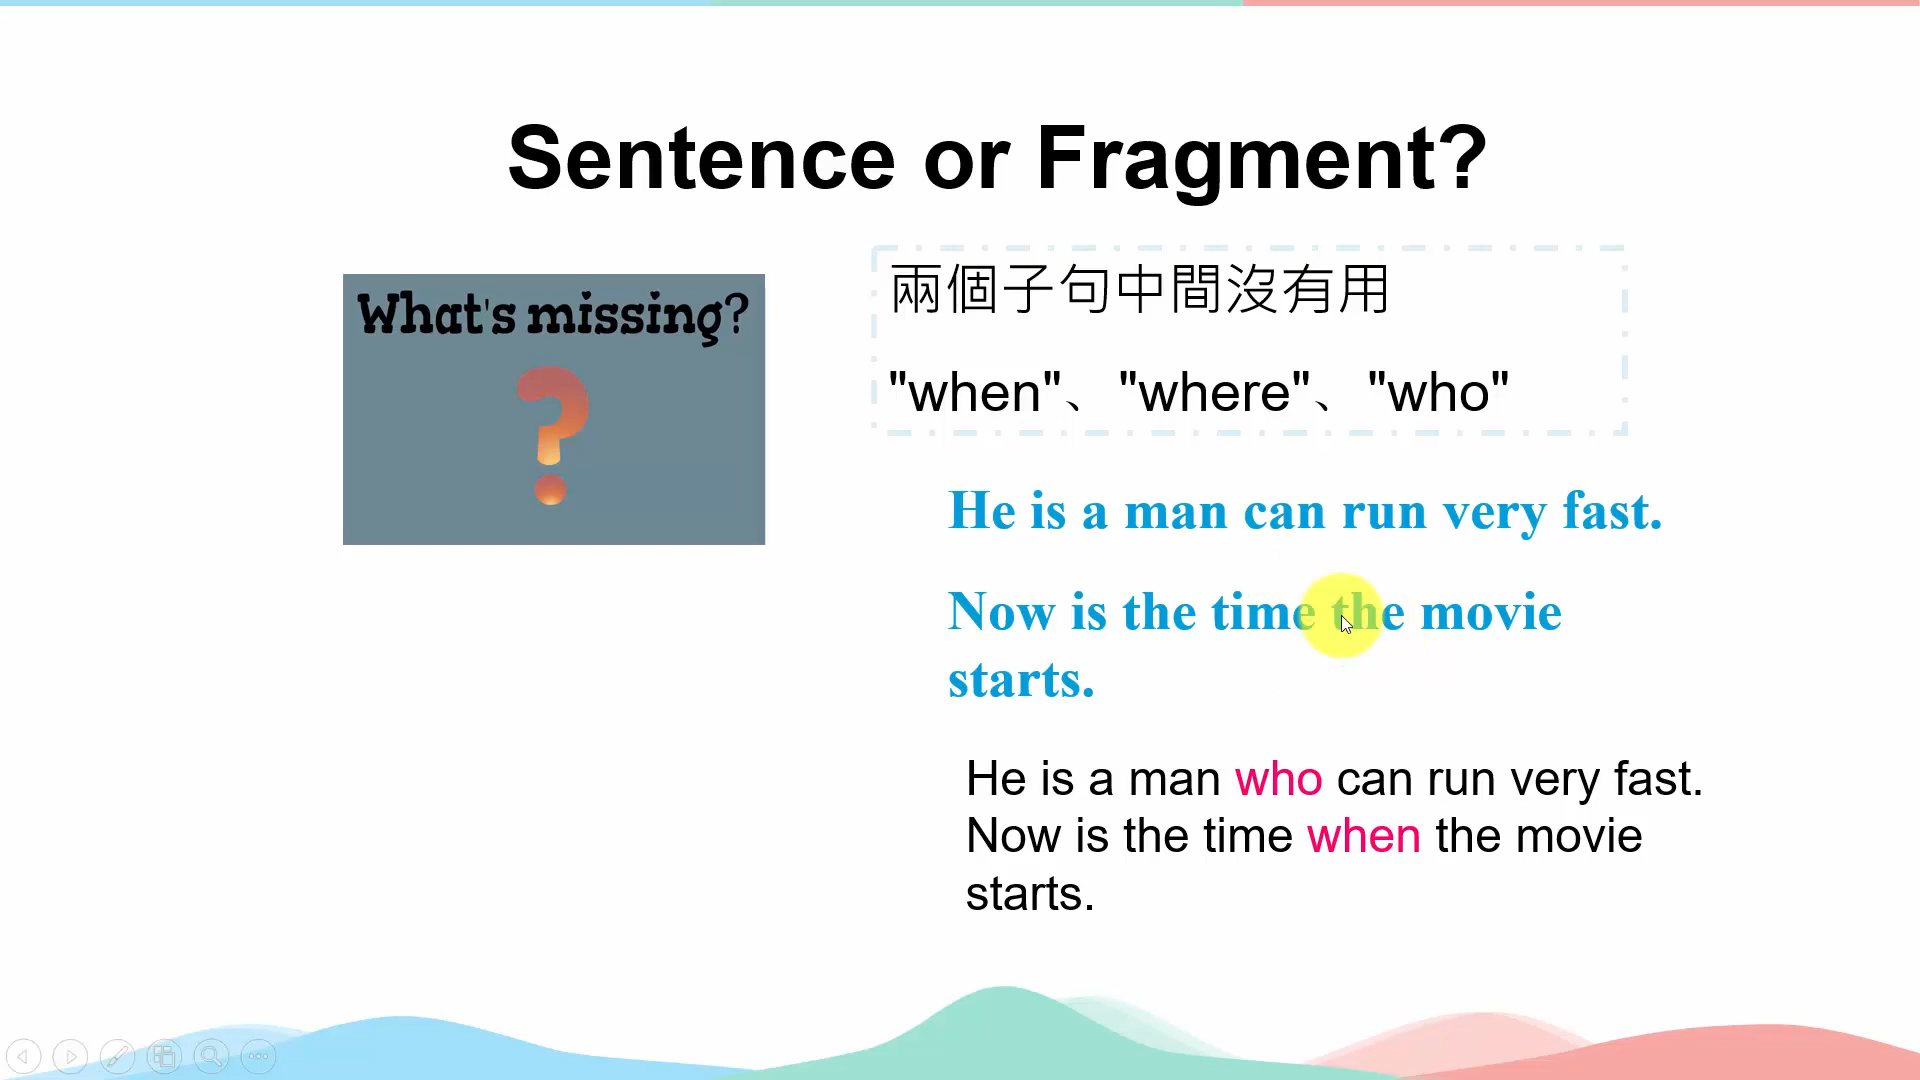 Sentence or Fragment?
What's missing?
兩個子句中間沒有用
"when"、"where"、"who"
He is a man can run very fast.
Now is the time the movie
starts.
He is a man who can run very fast.
Now is the time when the movie
starts.